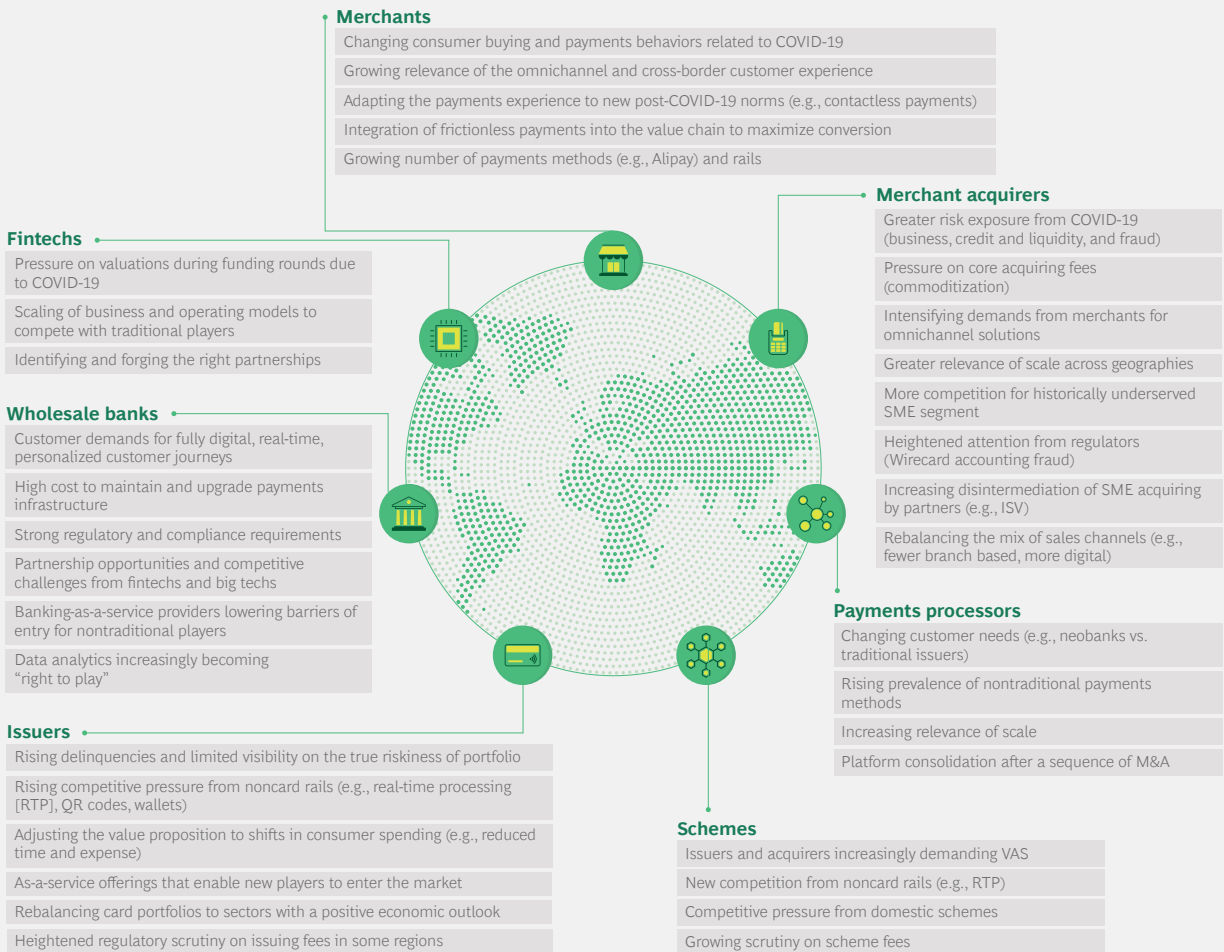 Merchants
Changing consumer buying and payments behaviors related to COVID-19
Growing relevance of the omnichannel and cross-border customer experience
Adapting the payments experience to new post-COVID-19 norms (e.g., contactless payments)
Integration of frictionless payments into the value chain to maximize conversion
Growing number of payments methods (e.g., Alipay) and rails
Merchant acquirers
Greater risk exposure from COVID-19
(business, credit and liquidity, and fraud)
Pressure on core acquiring fees
(commoditization)
Intensifying demands from merchants for
omnichannel solutions
Greater relevance of scale across geographies
More competition for historically underserved
SME segment
Heightened attention from regulators
(Wirecard accounting fraud)
Increasing disintermediation of SME acquiring
by partners (e.g., ISV)
Rebalancing the mix of sales channels (e.g.,
fewer branch based, more digital)
Fintechs
Pressure on valuations during funding rounds due
to COVID-19
Scaling of business and operating models to
compete with traditional players
Identifying and forging the right partnerships
Wholesale banks
Customer demands for fully digital, real-time,
personalized customer journeys
High cost to maintain and upgrade payments
infrastructure
Strong regulatory and compliance requirements
Partnership opportunities and competitive
challenges from fintechs and big techs
Banking-as-a-service providers lowering barriers of
entry for nontraditional players
Data analytics increasingly becoming
“right to play”
Payments processors
Changing customer needs (e.g., neobanks vs.
traditional issuers)
Rising prevalence of nontraditional payments
methods
Increasing relevance of scale
Platform consolidation after a sequence of M&A
Issuers
Rising delinquencies and limited visibility on the true riskiness of portfolio
Rising competitive pressure from noncard rails (e.g., real-time processing
[RTP], QR codes, wallets)
Adjusting the value proposition to shifts in consumer spending (e.g., reduced
time and expense)
As-a-service offerings that enable new players to enter the market
Rebalancing card portfolios to sectors with a positive economic outlook
Heightened regulatory scrutiny on issuing fees in some regions
Schemes
Issuers and acquirers increasingly demanding VAS
New competition from noncard rails (e.g., RTP)
Competitive pressure from domestic schemes
Growing scrutiny on scheme fees